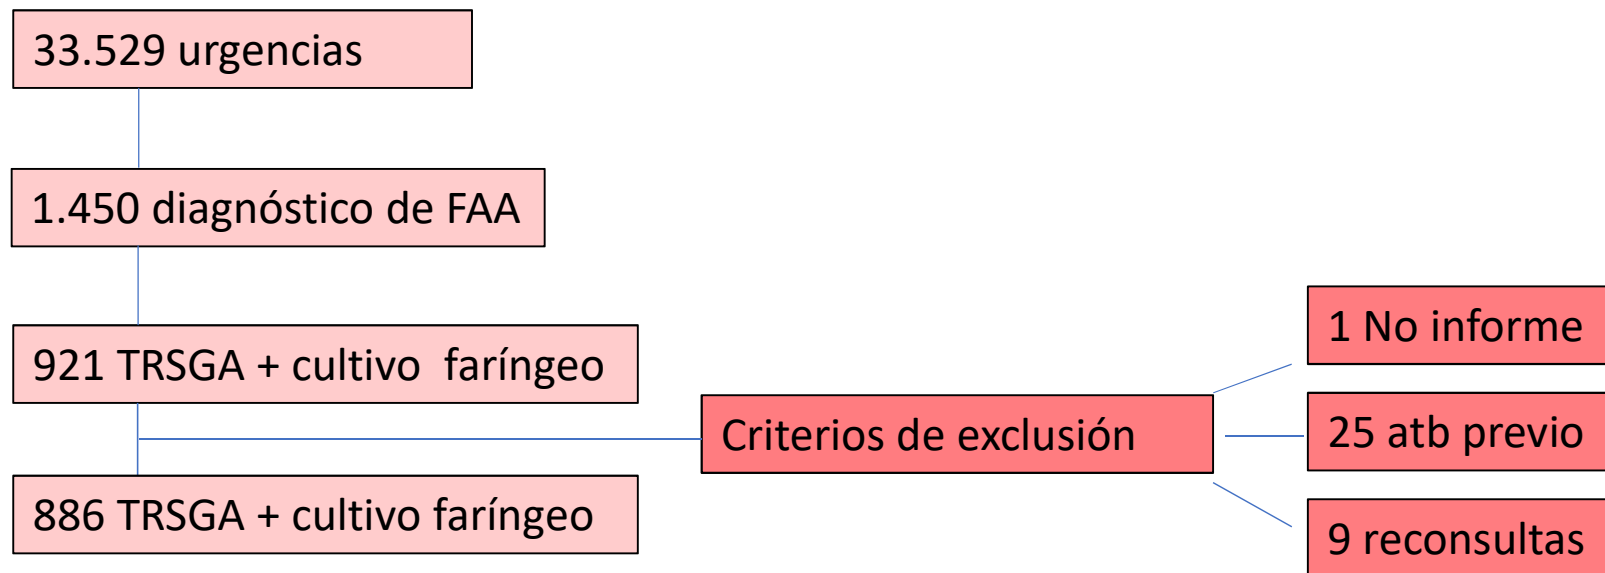 33.529 urgencias
1.450 diagnóstico de FAA
921 TRSGA + cultivo faríngeo
Criterios de exclusión
1 No informe
25 atb previo
9 reconsultas
886 TRSGA + cultivo faríngeo